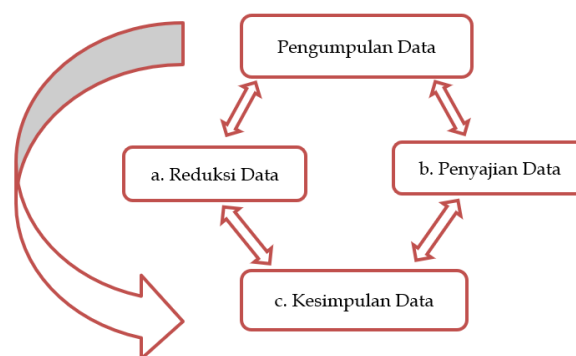 Pengumpulan Data
a. Reduksi Data
b. Penyajian Data
c. Kesimpulan Data